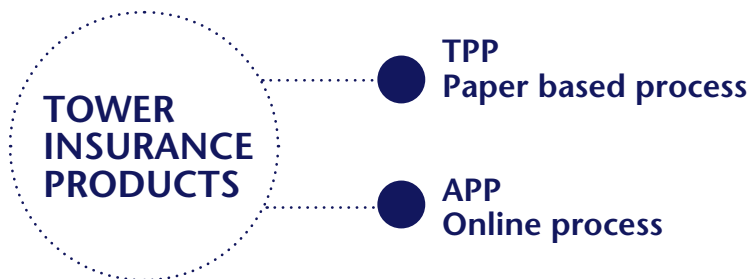 TOWER
INSURANCE
PRODUCTS
TPP
Paper based process
APP
Online process